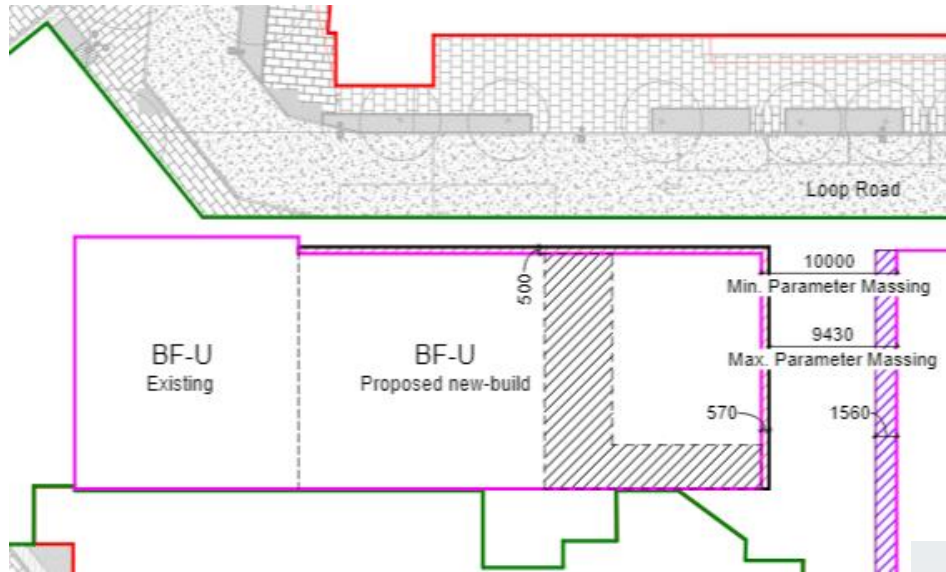 Loop Road
10000
Min. Parameter Massing
500
BF-U
Existing
BF-U
Proposed new-build
9430
Max. Parameter Massing
570
1560